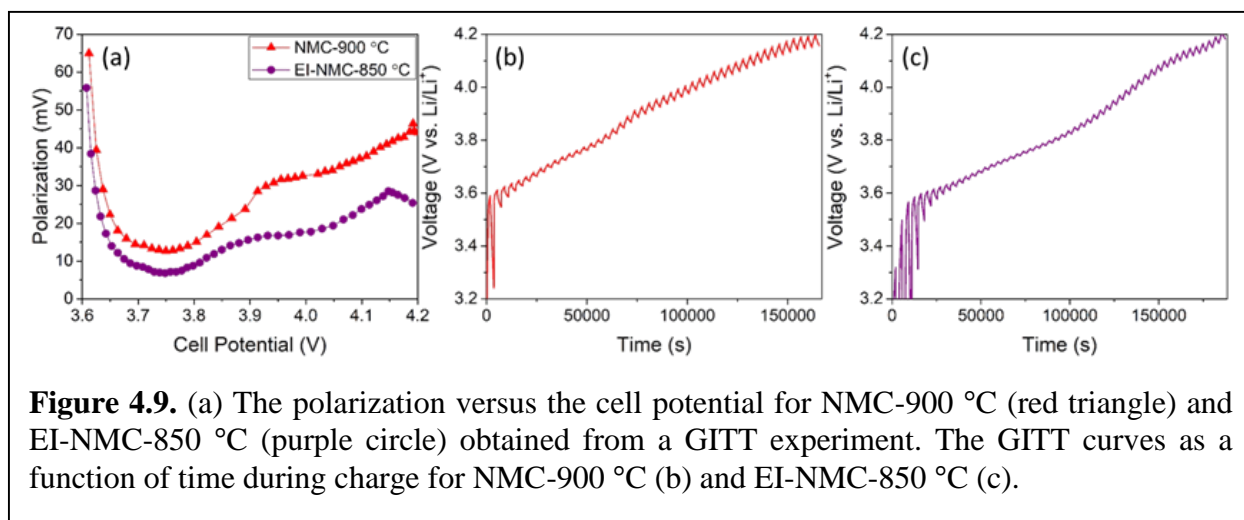 (a)
NMC-900 °C
EI-NMC-850 °C
Polarization (mV)
70
60
50
40
30
20
10
0
3.6 3.7 3.8 3.9 4.0 4.1 4.2
Cell Potential (V)
(b)
Voltage (V vs. Li/Li⁺)
4.2
4.0
3.8
3.6
3.4
3.2
0 50000 100000 150000
Time (s)
(c)
Voltage (V vs. Li/Li⁺)
4.2
4.0
3.8
3.6
3.4
3.2
0 50000 100000 150000
Time (s)
Figure 4.9. (a) The polarization versus the cell potential for NMC-900 °C (red triangle) and
EI-NMC-850 °C (purple circle) obtained from a GITT experiment. The GITT curves as a
function of time during charge for NMC-900 °C (b) and EI-NMC-850 °C (c).